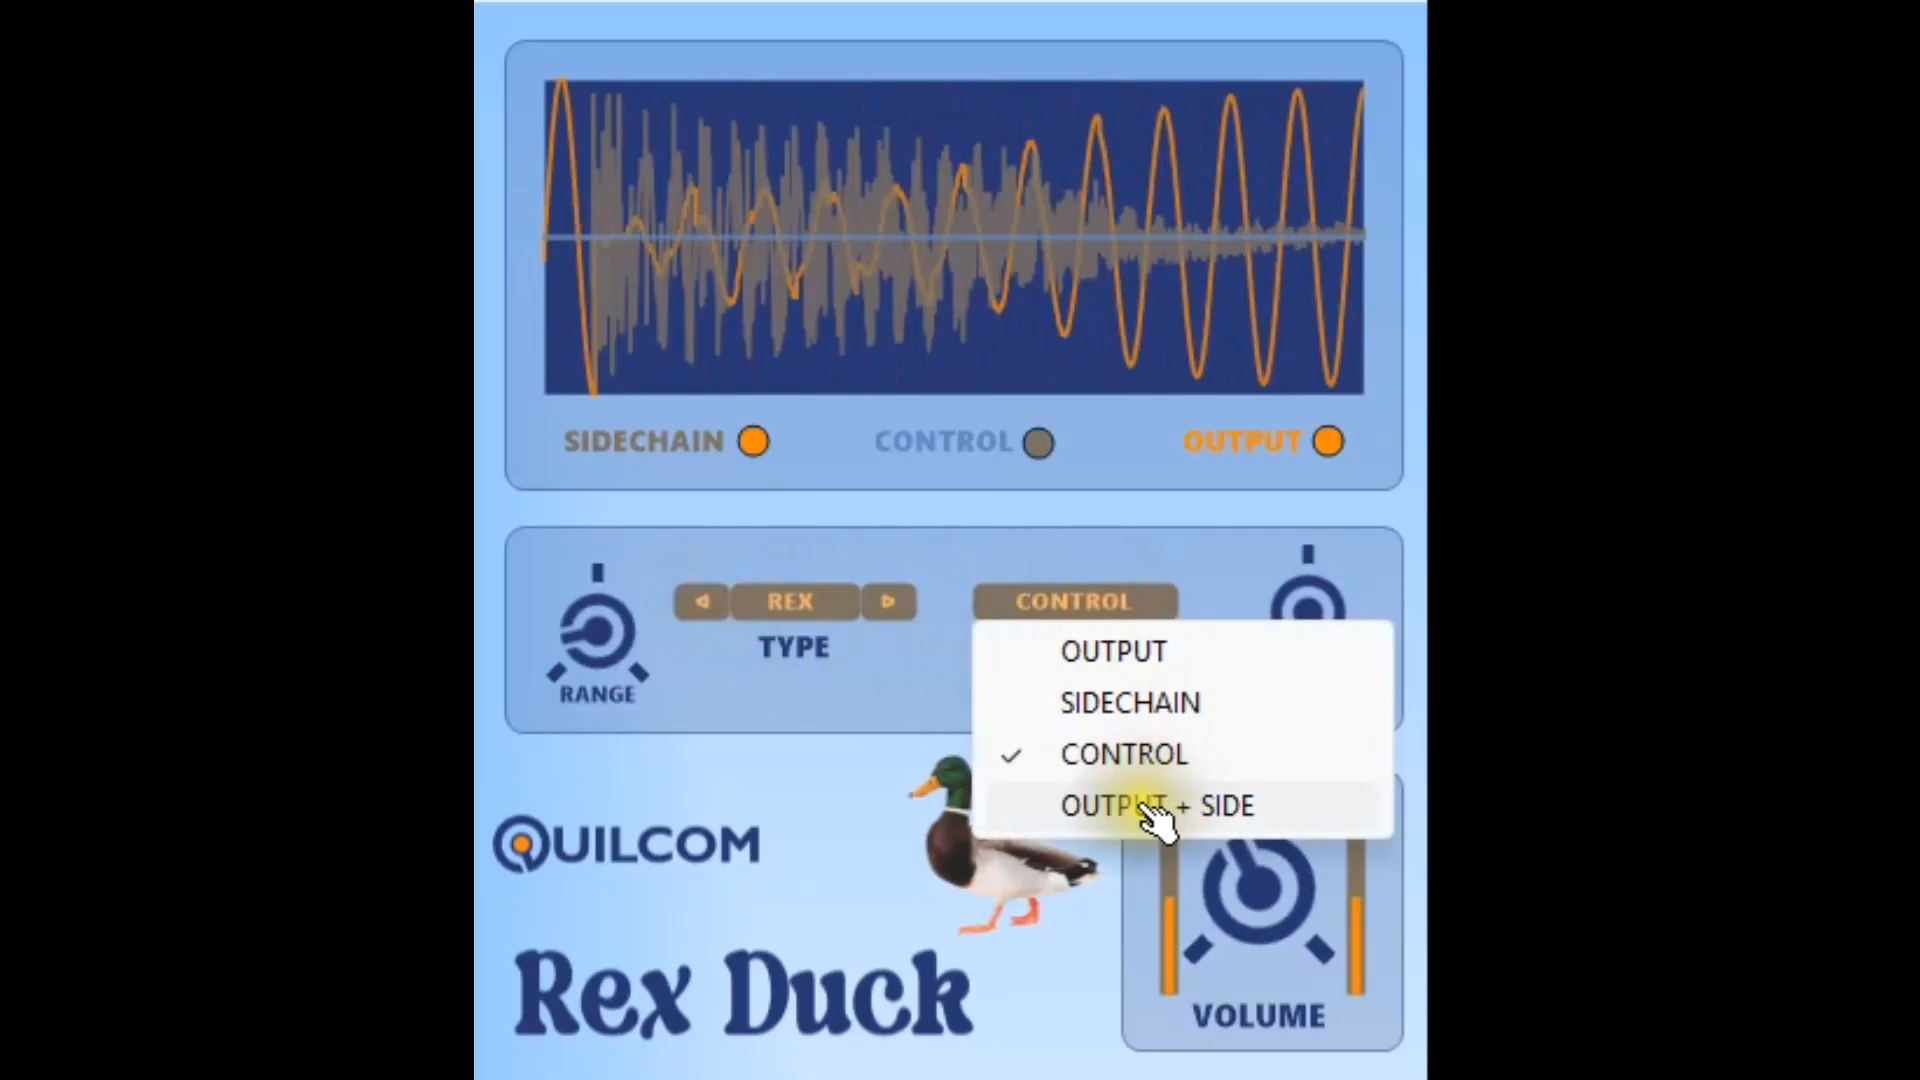 SIDECHAIN
CONTROL
OUTPUT
REX
CONTROL
TYPE
RANGE
OUTPUT
SIDECHAIN
CONTROL
OUTPUT + SIDE
QUILCOM
Rex Duck
VOLUME